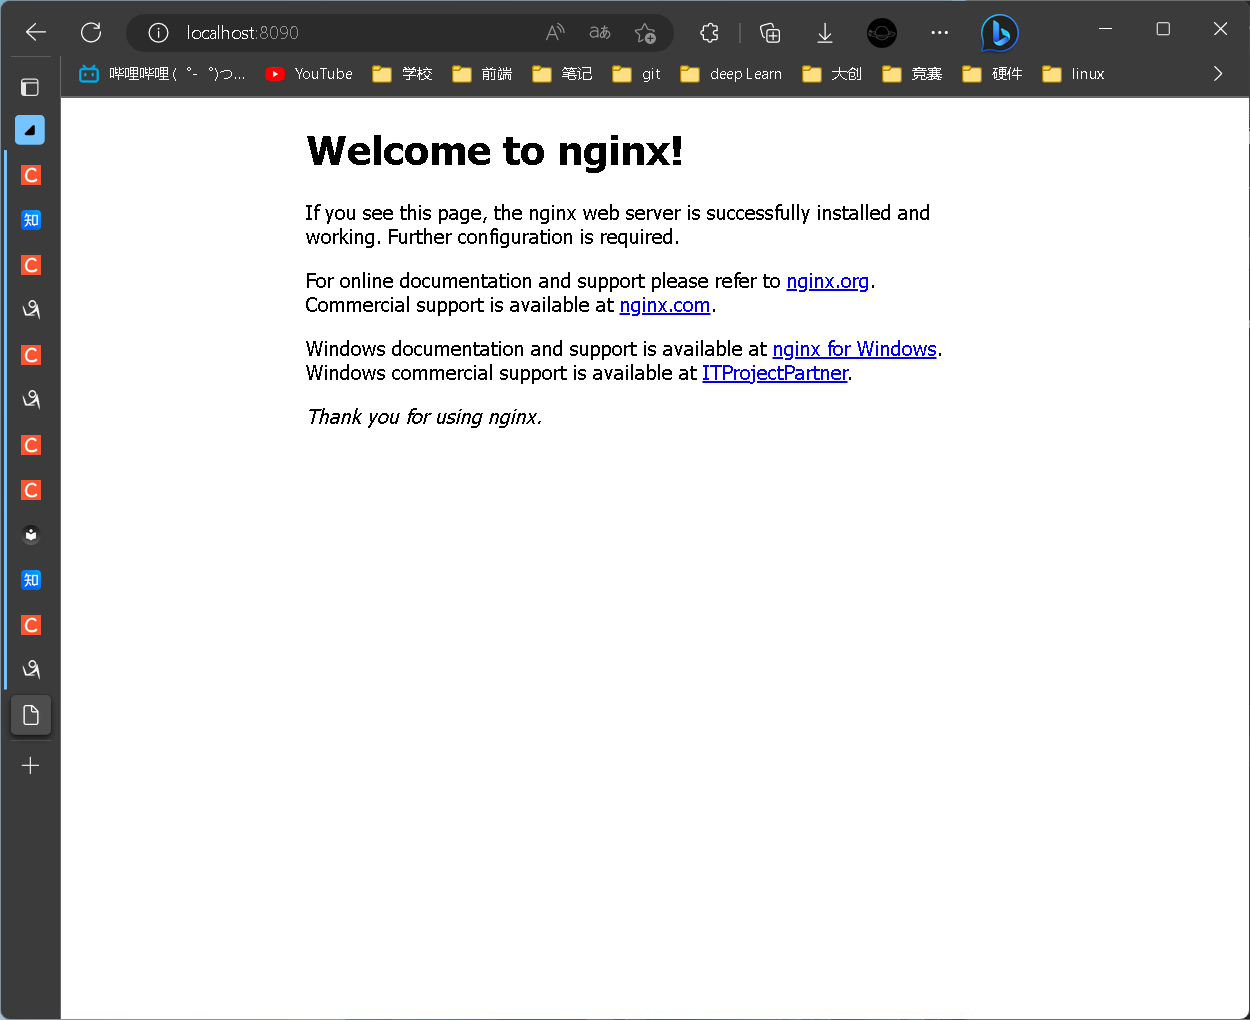 localhost:8090
哔哩哔哩 (゜-゜)つ... YouTube 学校 前端 笔记 git deep Learn 大创 竞赛 硬件 linux
Welcome to nginx!
If you see this page, the nginx web server is successfully installed and
working. Further configuration is required.
For online documentation and support please refer to nginx.org.
Commercial support is available at nginx.com.
Windows documentation and support is available at nginx for Windows.
Windows commercial support is available at ITProjectPartner.
Thank you for using nginx.
C
知
C
C
C
C
知
C